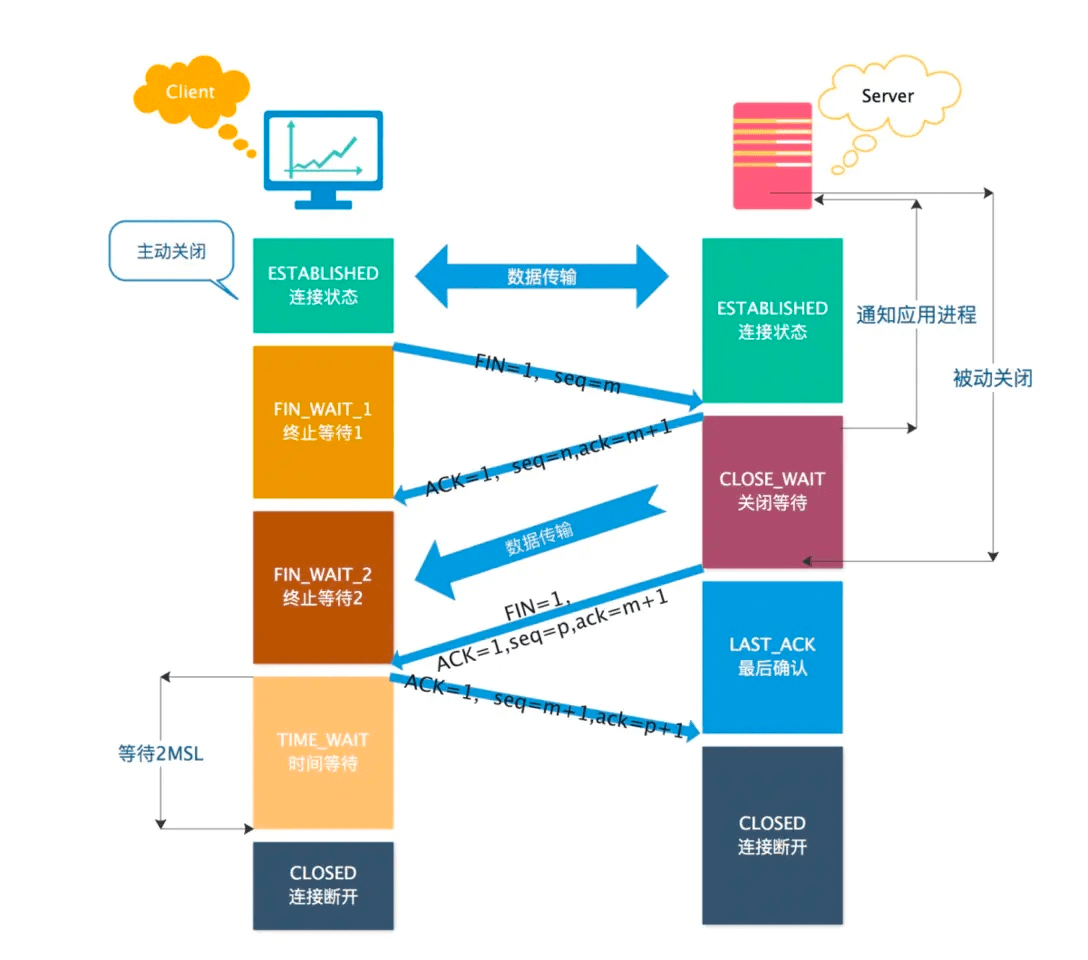 Client
Server
主动关闭
ESTABLISHED
连接状态
数据传输
ESTABLISHED
连接状态
通知应用进程
被动关闭
FIN=1, seq=m
FIN_WAIT_1
终止等待1
ACK=1, seq=n,ack=m+1
CLOSE_WAIT
关闭等待
数据传输
FIN_WAIT_2
终止等待2
FIN=1,
ACK=1,seq=p,ack=m+1
LAST_ACK
最后确认
ACK=1, seq=m+1,ack=p+1
等待2MSL
TIME_WAIT
时间等待
CLOSED
连接断开
CLOSED
连接断开